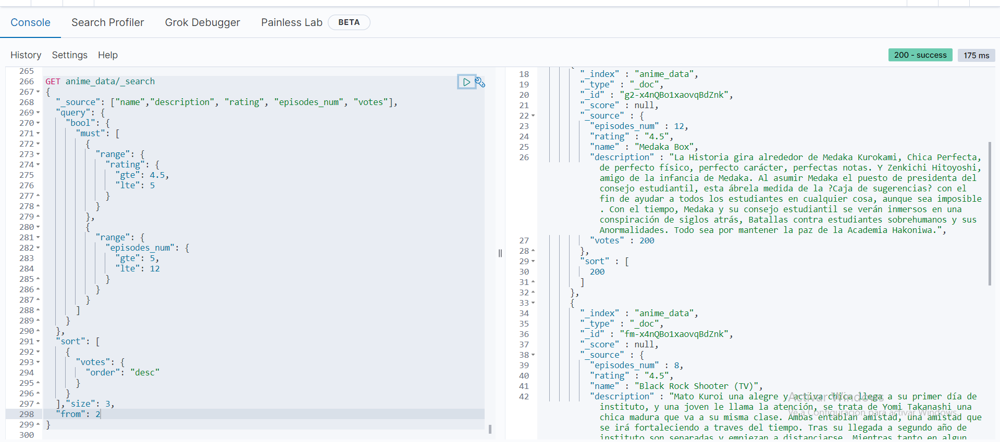 Console Search Profiler Grok Debugger Painless Lab BETA
History Settings Help
200 - success 175 ms
265
266 GET anime_data/_search
267 {
268 "_source": ["name","description", "rating", "episodes_num", "votes"],
269 "query": {
270 "bool": {
271 "must": [
272 {
273 "range": {
274 "rating": {
275 "gte": 4.5,
276 "lte": 5
277 }
278 }
279 },
280 {
281 "range": {
282 "episodes_num": {
283 "gte": 5,
284 "lte": 12
285 }
286 }
287 }
288 ]
289 }
290 },
291 "sort": [
292 {
293 "votes": {
294 "order": "desc"
295 }
296 }
297 ],"size": 3,
298 "from": 2
299 }
300
18 "_index" : "anime_data",
19 "_type" : "_doc",
20 "_id" : "g2-x4nQBo1xaovqBdZnk",
21 "_score" : null,
22 "_source" : {
23 "episodes_num" : 12,
24 "rating" : "4.5",
25 "name" : "Medaka Box",
26 "description" : "La Historia gira alrededor de Medaka Kurokami, Chica Perfecta,
de perfecto físico, perfecto carácter, perfectas notas. Y Zenkichi Hitoyoshi,
amigo de la infancia de Medaka. Al asumir Medaka el puesto de presidenta del
consejo estudiantil, esta ábrela medida de la ?Caja de sugerencias? con el
fin de ayudar a todos los estudiantes en cualquier cosa, aunque sea imposible
. Con el tiempo, Medaka y su consejo estudiantil se verán inmersos en una
conspiración de siglos atrás, Batallas contra estudiantes sobrehumanos y sus
Anormalidades. Todo sea por mantener la paz de la Academia Hakoniwa.",
27 "votes" : 200
28 },
29 "sort" : [
30 200
31 ]
32 },
33 {
34 "_index" : "anime_data",
35 "_type" : "_doc",
36 "_id" : "fm-x4nQBo1xaovqBdZnk",
37 "_score" : null,
38 "_source" : {
39 "episodes_num" : 8,
40 "rating" : "4.5",
41 "name" : "Black Rock Shooter (TV)",
42 "description" : "Mato Kuroi una alegre y activa chica llega a su primer día de
instituto, y una joven le llama la atención, se trata de Yomi Takanashi una
chica madura que va a su misma clase. Ambas entablan amistad, una amistad que
se irá fortaleciendo a traves del tiempo. Tras su llegada a segundo año de
instituto son separadas y empiezan a distanciarse. Mientras tanto en algun
Activar Windows
Ve a Configuración para activar Windows.